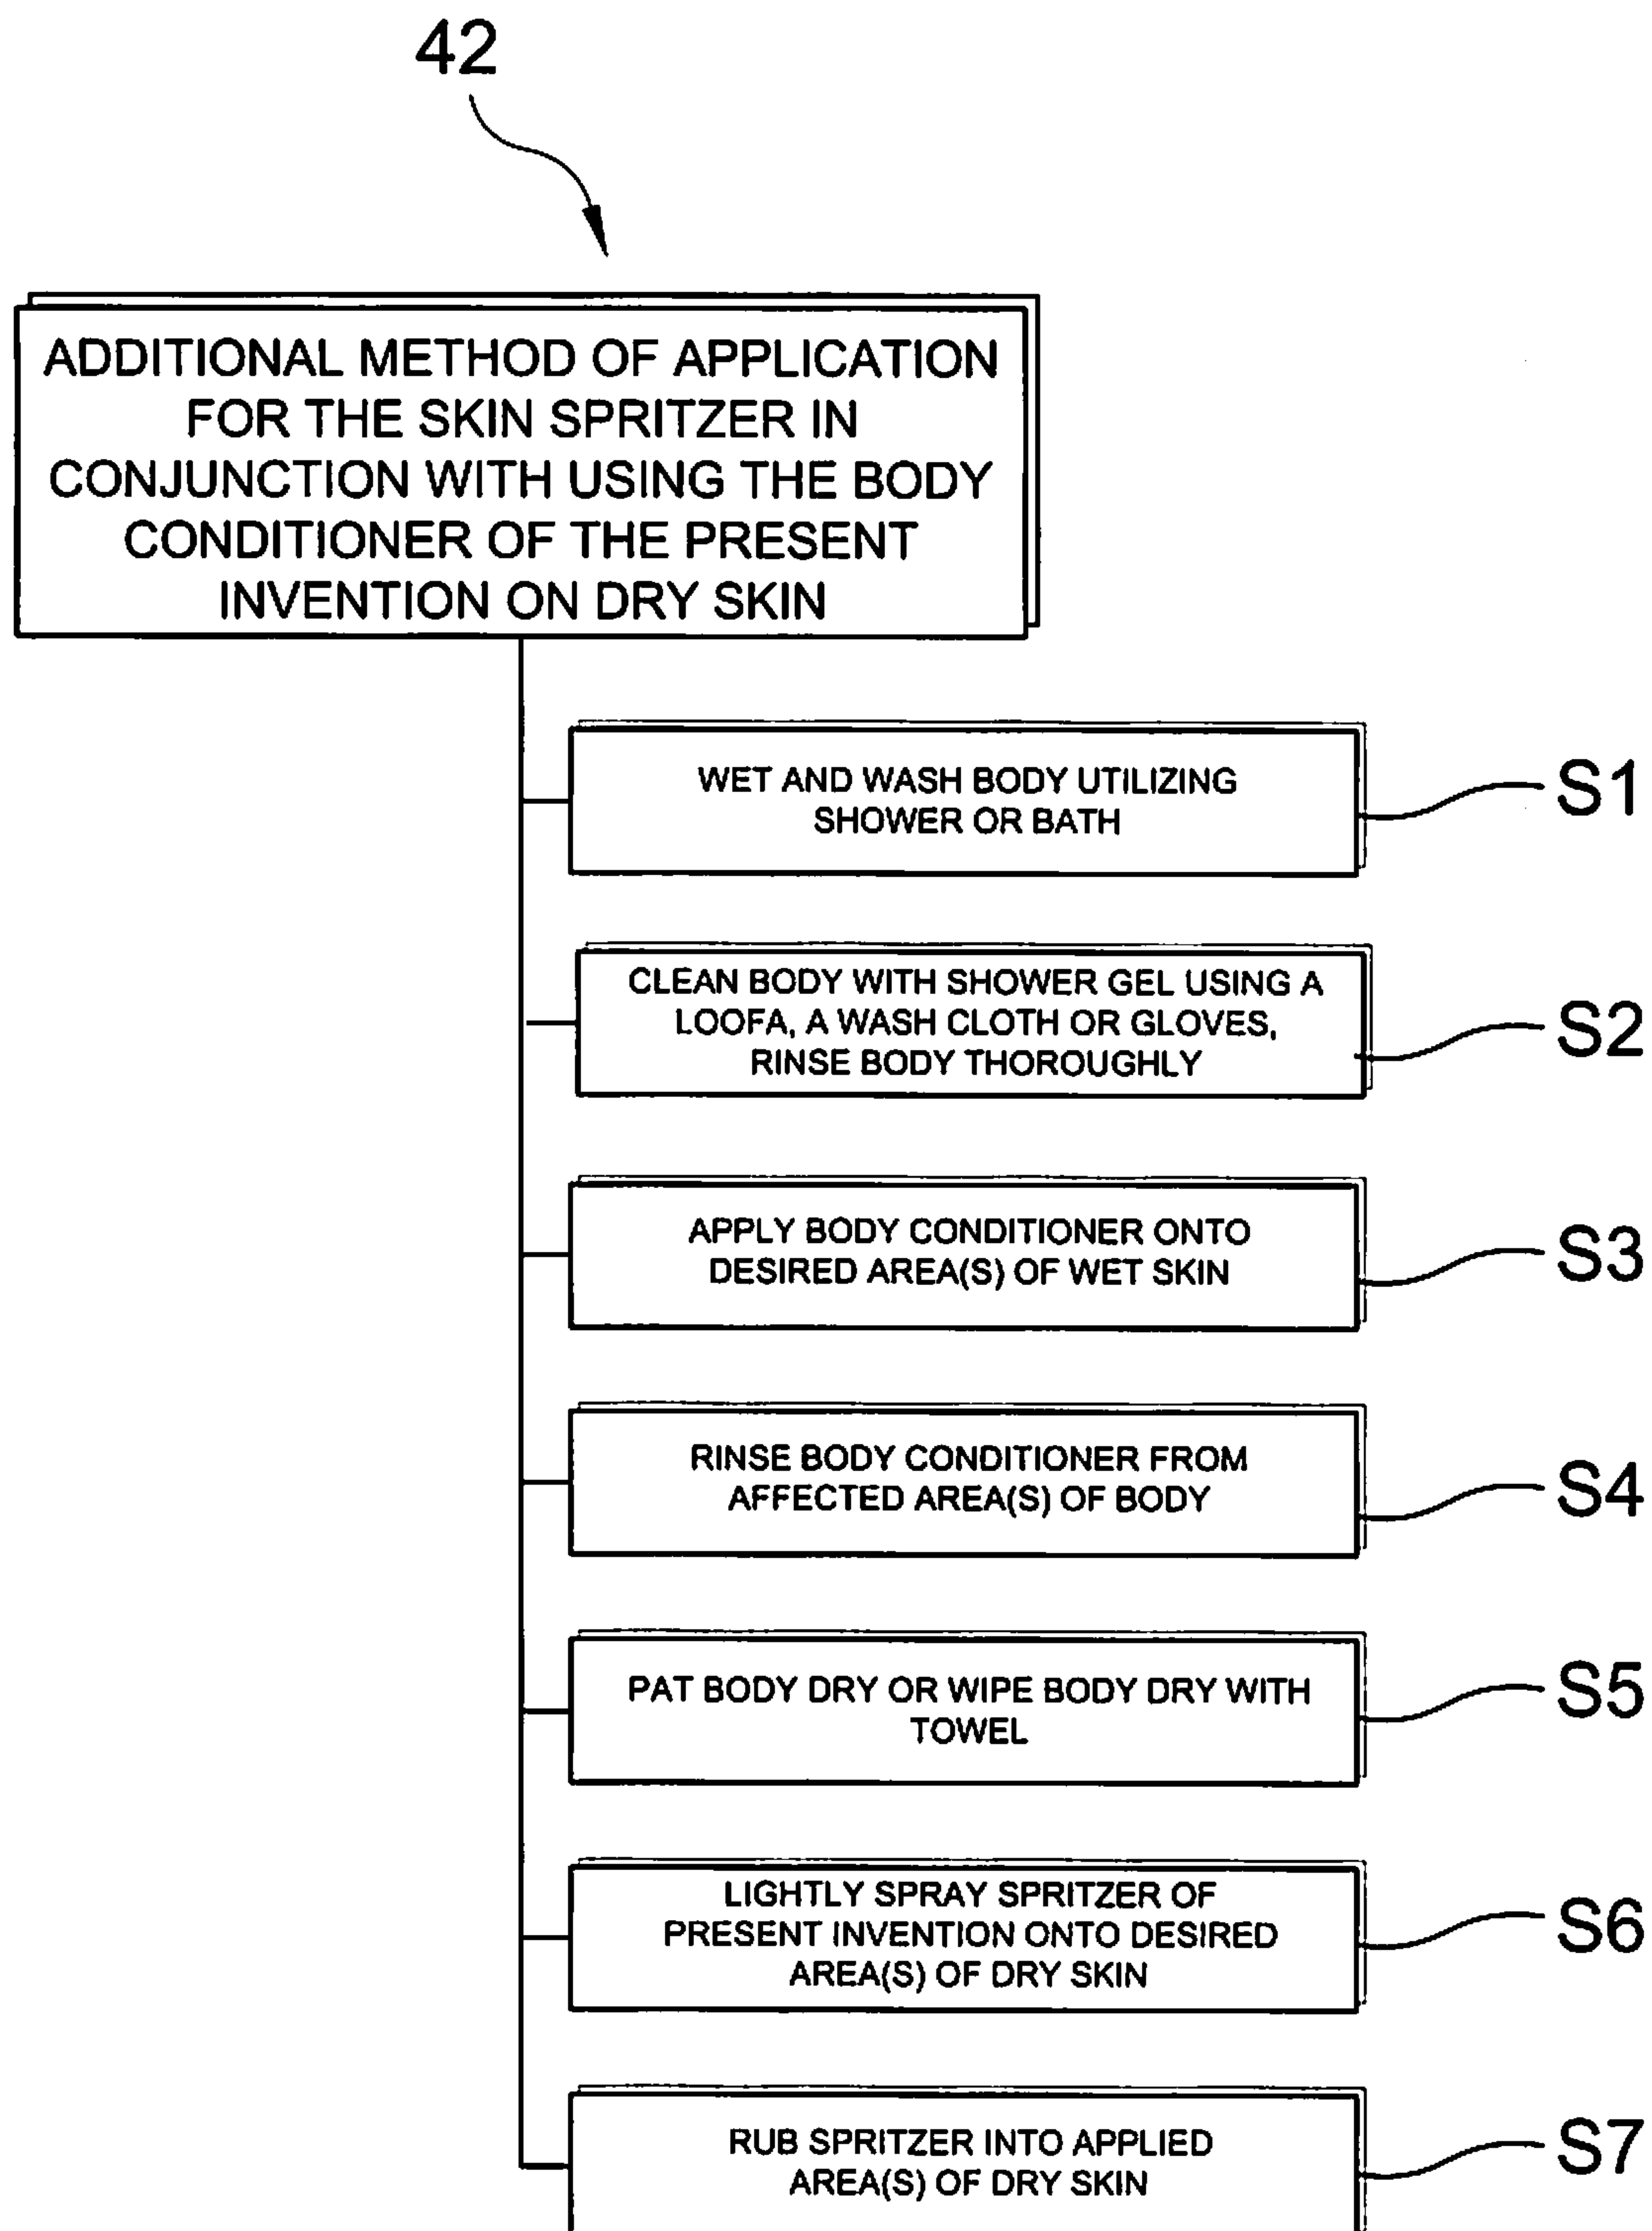 42
ADDITIONAL METHOD OF APPLICATION
FOR THE SKIN SPRITZER IN
CONJUNCTION WITH USING THE BODY
CONDITIONER OF THE PRESENT
INVENTION ON DRY SKIN
WET AND WASH BODY UTILIZING
SHOWER OR BATH
S1
CLEAN BODY WITH SHOWER GEL USING A
LOOFA, A WASH CLOTH OR GLOVES,
RINSE BODY THOROUGHLY
S2
APPLY BODY CONDITIONER ONTO
DESIRED AREA(S) OF WET SKIN
S3
RINSE BODY CONDITIONER FROM
AFFECTED AREA(S) OF BODY
S4
PAT BODY DRY OR WIPE BODY DRY WITH
TOWEL
S5
LIGHTLY SPRAY SPRITZER OF
PRESENT INVENTION ONTO DESIRED
AREA(S) OF DRY SKIN
S6
RUB SPRITZER INTO APPLIED
AREA(S) OF DRY SKIN
S7